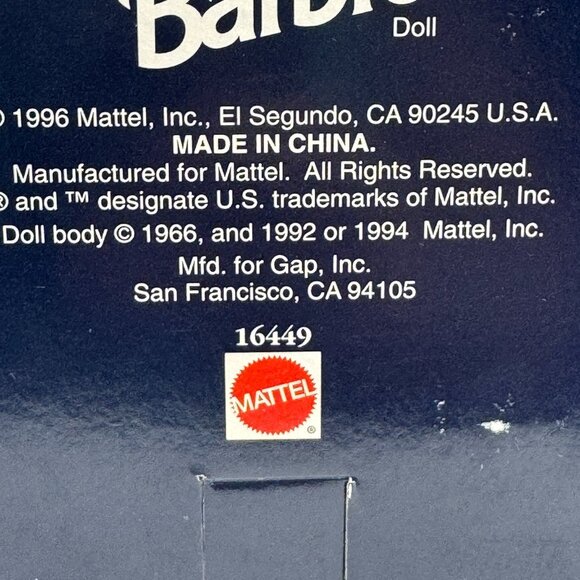 Barbie
Doll
© 1996 Mattel, Inc., El Segundo, CA 90245 U.S.A.
MADE IN CHINA.
Manufactured for Mattel. All Rights Reserved.
® and ™ designate U.S. trademarks of Mattel, Inc.
Doll body © 1966, and 1992 or 1994 Mattel, Inc.
Mfd. for Gap, Inc.
San Francisco, CA 94105
16449
MATTEL
®